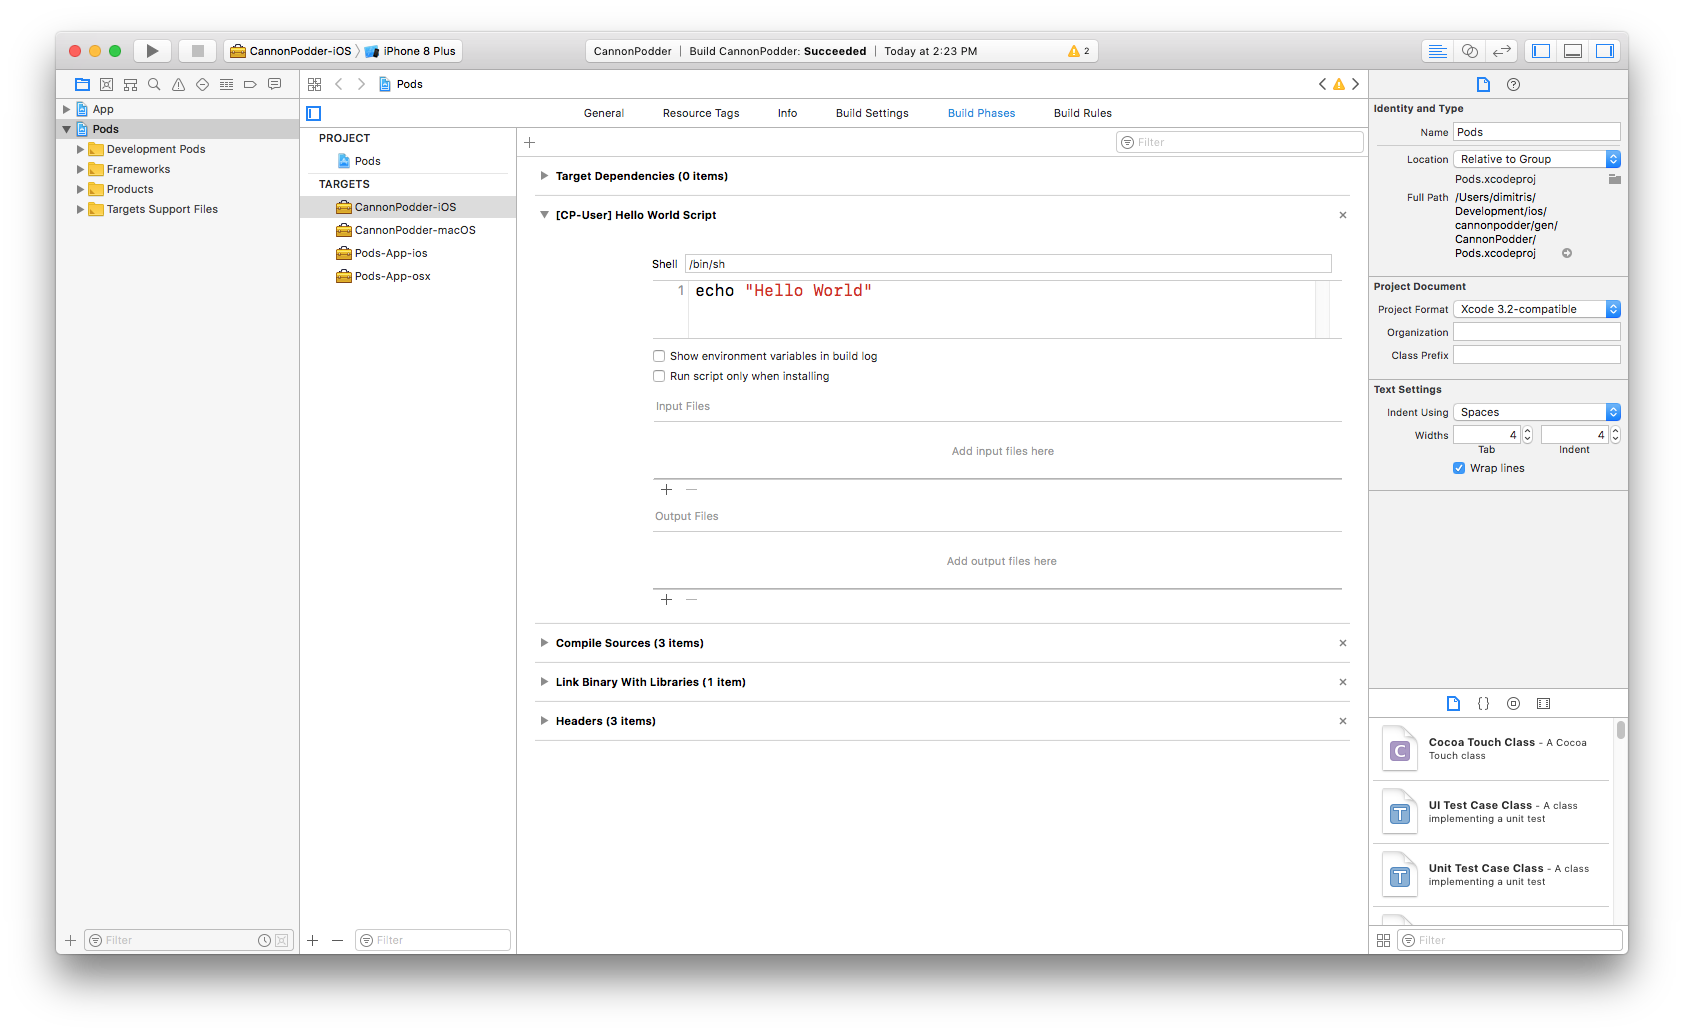 CannonPodder-iOS iPhone 8 Plus
CannonPodder | Build CannonPodder: Succeeded | Today at 2:23 PM 2
App
Pods
Development Pods
Frameworks
Products
Targets Support Files
Filter
Pods
General Resource Tags Info Build Settings Build Phases Build Rules
PROJECT
Pods
TARGETS
CannonPodder-iOS
CannonPodder-macOS
Pods-App-ios
Pods-App-osx
Filter
Filter
Target Dependencies (0 items)
[CP-User] Hello World Script
Shell /bin/sh
1 echo "Hello World"
Show environment variables in build log
Run script only when installing
Input Files
Add input files here
Output Files
Add output files here
Compile Sources (3 items)
Link Binary With Libraries (1 item)
Headers (3 items)
Identity and Type
Name Pods
Location Relative to Group
Pods.xcodeproj
Full Path /Users/dimitris/
Development/ios/
cannonpodder/gen/
CannonPodder/
Pods.xcodeproj
Project Document
Project Format Xcode 3.2-compatible
Organization
Class Prefix
Text Settings
Indent Using Spaces
Widths 4 4
Tab Indent
Wrap lines
{ }
C
Cocoa Touch Class - A Cocoa
Touch class
T
UI Test Case Class - A class
implementing a unit test
T
Unit Test Case Class - A class
implementing a unit test
Filter